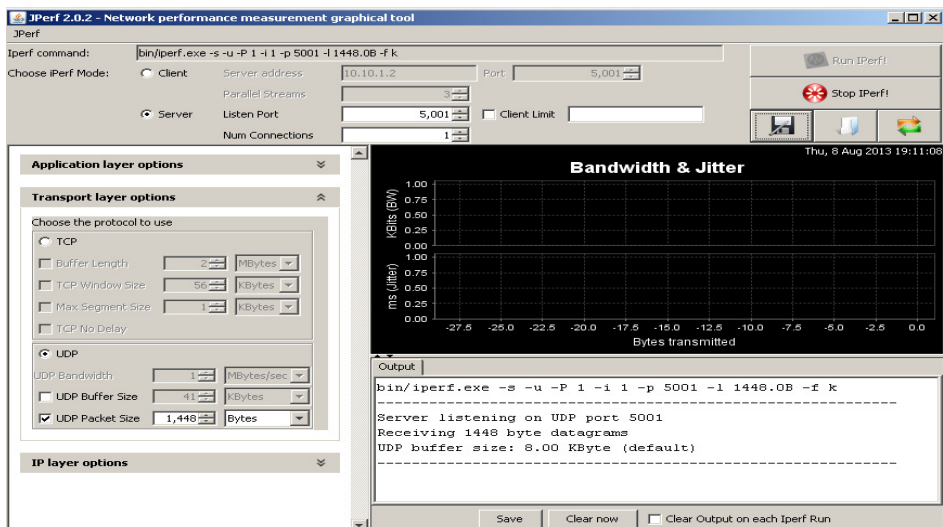 JPerf 2.0.2 - Network performance measurement graphical tool
JPerf
Iperf command: bin/iperf.exe -s -u -P 1 -i 1 -p 5001 -l 1448.0B -f k
Choose iPerf Mode: Client Server address 10.10.1.2 Port 5,001
Parallel Streams 3
Server Listen Port 5,001 Client Limit
Num Connections 1
Run IPerf!
Stop IPerf!
Application layer options
Transport layer options
Choose the protocol to use
TCP
Buffer Length 2 MBytes
TCP Window Size 56 KBytes
Max Segment Size 1 KBytes
TCP No Delay
UDP
UDP Bandwidth 1 MBytes/sec
UDP Buffer Size 41 KBytes
UDP Packet Size 1,448 Bytes
IP layer options
Thu, 8 Aug 2013 19:11:08
Bandwidth & Jitter
KBits (BW)
1.00
0.75
0.50
0.25
0.00
ms (Jitter)
1.00
0.75
0.50
0.25
0.00
-27.5 -25.0 -22.5 -20.0 -17.5 -15.0 -12.5 -10.0 -7.5 -5.0 -2.5 0.0
Bytes transmitted
Output
bin/iperf.exe -s -u -P 1 -i 1 -p 5001 -l 1448.0B -f k
------------------------------------------------------------
Server listening on UDP port 5001
Receiving 1448 byte datagrams
UDP buffer size: 8.00 KByte (default)
------------------------------------------------------------
Save Clear now Clear Output on each Iperf Run